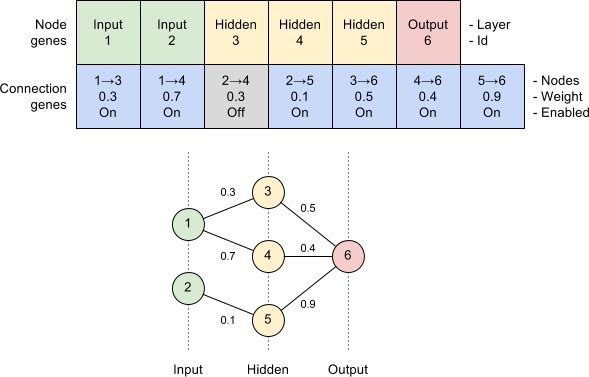 Node genes
Input 1
Input 2
Hidden 3
Hidden 4
Hidden 5
Output 6
- Layer
- Id
Connection genes
1→3 0.3 On
1→4 0.7 On
2→4 0.3 Off
2→5 0.1 On
3→6 0.5 On
4→6 0.4 On
5→6 0.9 On
- Nodes
- Weight
- Enabled
0.3
3
0.5
1
0.7
4
0.4
6
2
0.1
5
0.9
Input
Hidden
Output